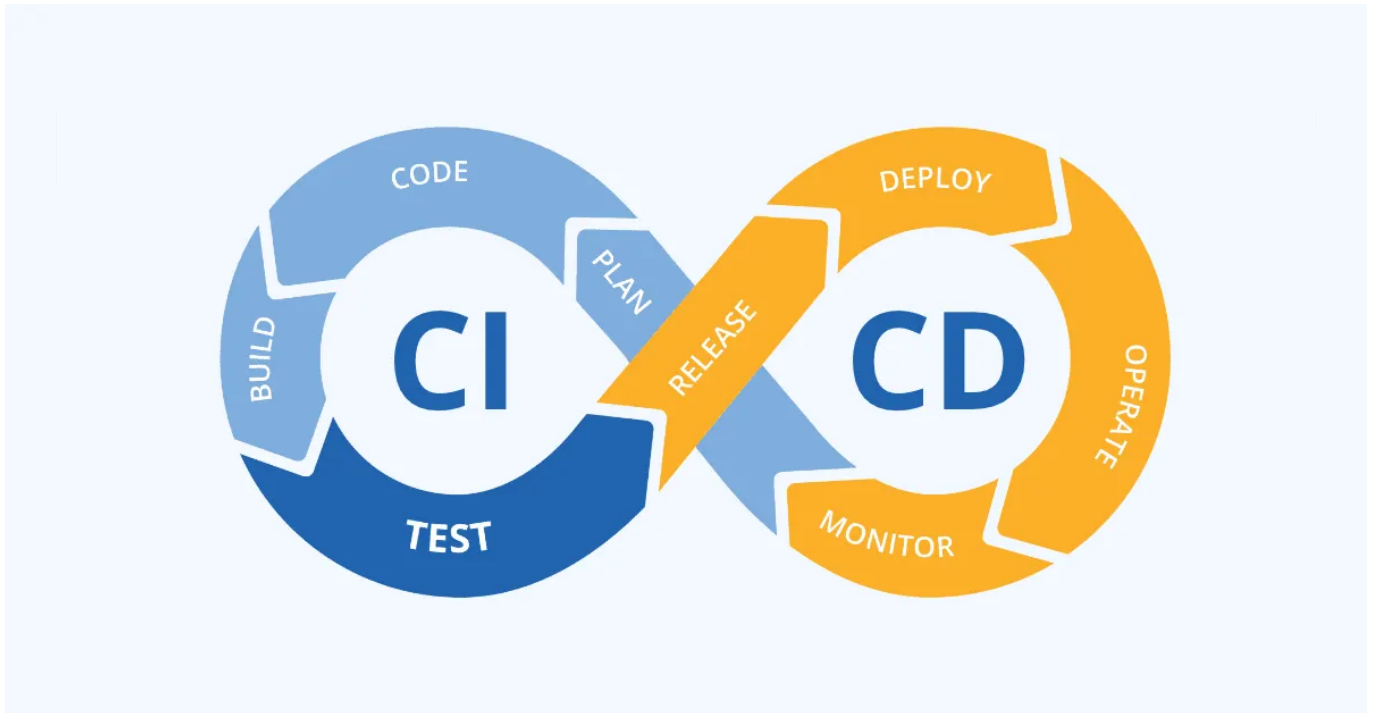 CODE
DEPLOY
PLAN
BUILD
CI
RELEASE
CD
OPERATE
TEST
MONITOR